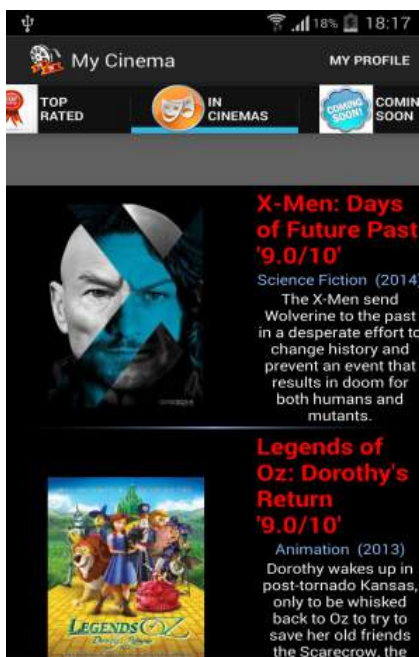 18% 18:17
My Cinema MY PROFILE
TOP
RATED
IN
CINEMAS
COMING
SOON!
COMIN
SOON
X-Men: Days
of Future Past
'9.0/10'
Science Fiction (2014)
The X-Men send
Wolverine to the past
in a desperate effort to
change history and
prevent an event that
results in doom for
both humans and
mutants.
Legends of
Oz: Dorothy's
Return
'9.0/10'
Animation (2013)
Dorothy wakes up in
post-tornado Kansas,
only to be whisked
back to Oz to try to
save her old friends
the Scarecrow, the
LEGENDS OZ
Dorothy's Return